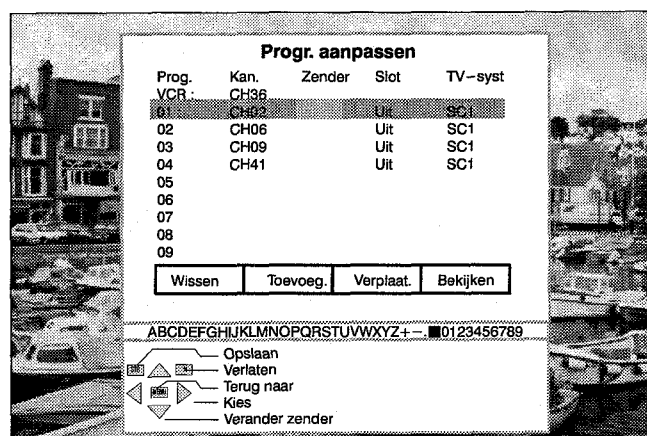 Progr. aanpassen
Prog. Kan. Zender Slot TV-syst
VCR : CH36
01 CH02 Uit SC1
02 CH06 Uit SC1
03 CH09 Uit SC1
04 CH41 Uit SC1
05
06
07
08
09
Wissen Toevoeg. Verplaat. Bekijken
ABCDEFGHIJKLMNOPQRSTUVWXYZ+−.■0123456789
Opslaan
Verlaten
Terug naar
Kies
Verander zender